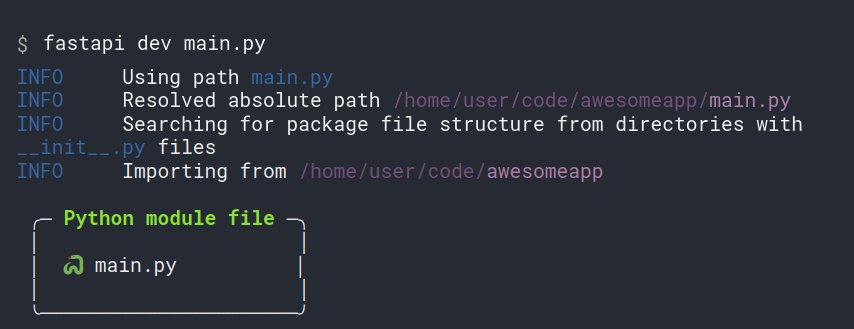 $ fastapi dev main.py
INFO     Using path main.py
INFO     Resolved absolute path /home/user/code/awesomeapp/main.py
INFO     Searching for package file structure from directories with
__init__.py files
INFO     Importing from /home/user/code/awesomeapp
Python module file
🐍 main.py